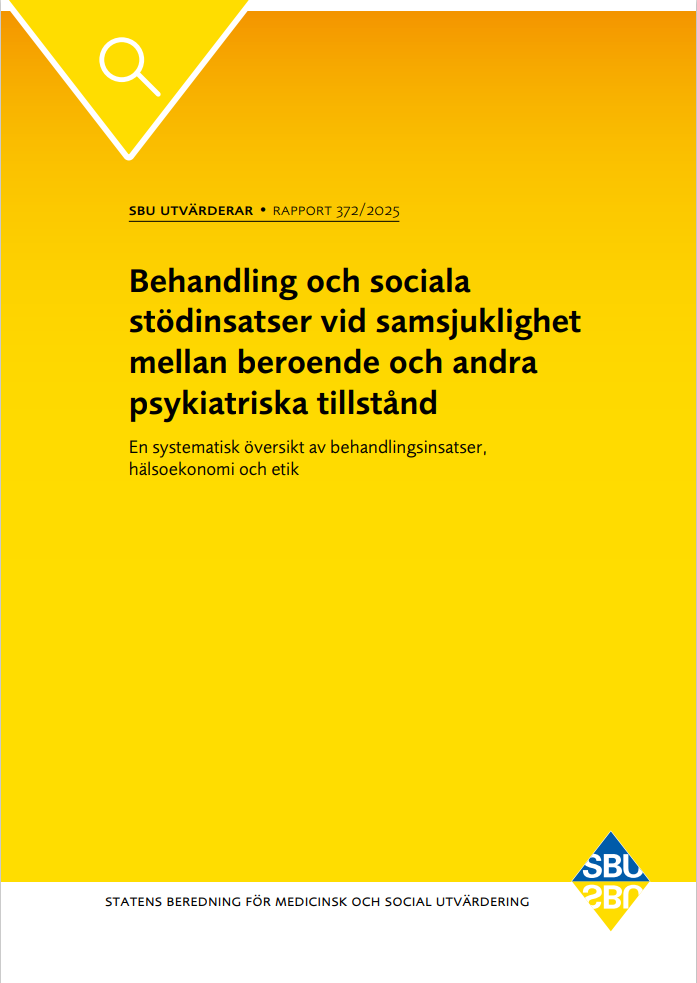 SBU UTVÄRDERAR • RAPPORT 372/2025
Behandling och sociala
stödinsatser vid samsjuklighet
mellan beroende och andra
psykiatriska tillstånd
En systematisk översikt av behandlingsinsatser,
hälsoekonomi och etik
SBU
STATENS BEREDNING FÖR MEDICINSK OCH SOCIAL UTVÄRDERING